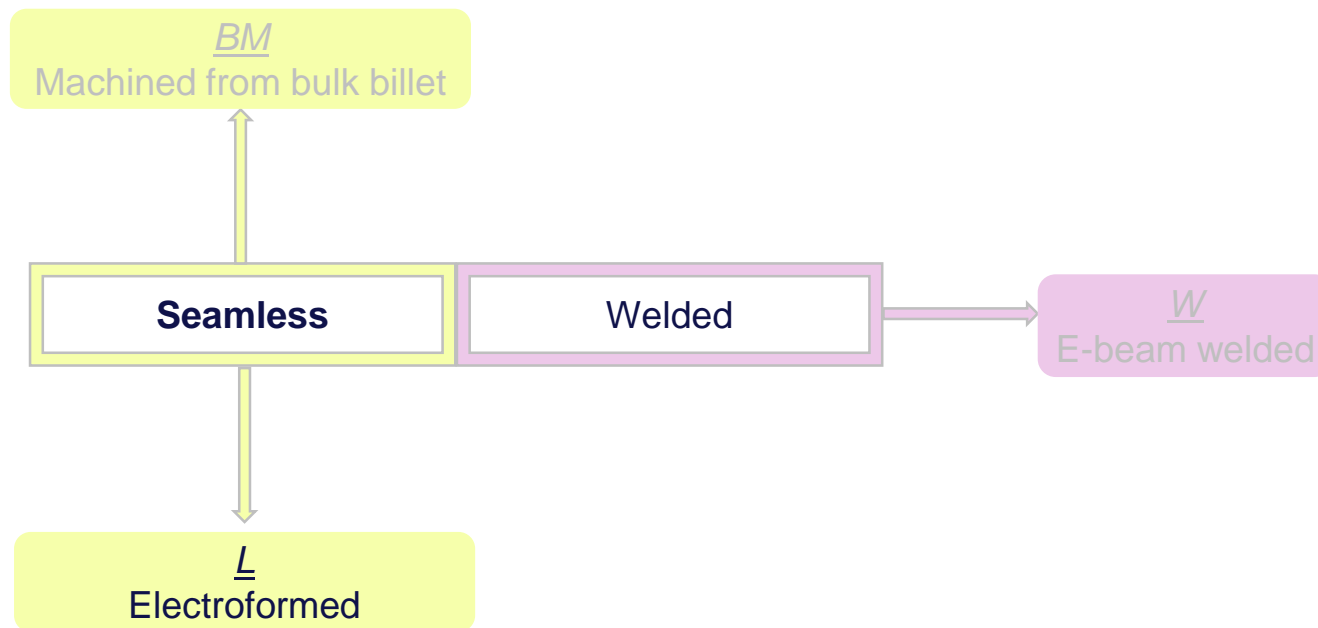 BM
Machined from bulk billet
Seamless
Welded
W
E-beam welded
L
Electroformed